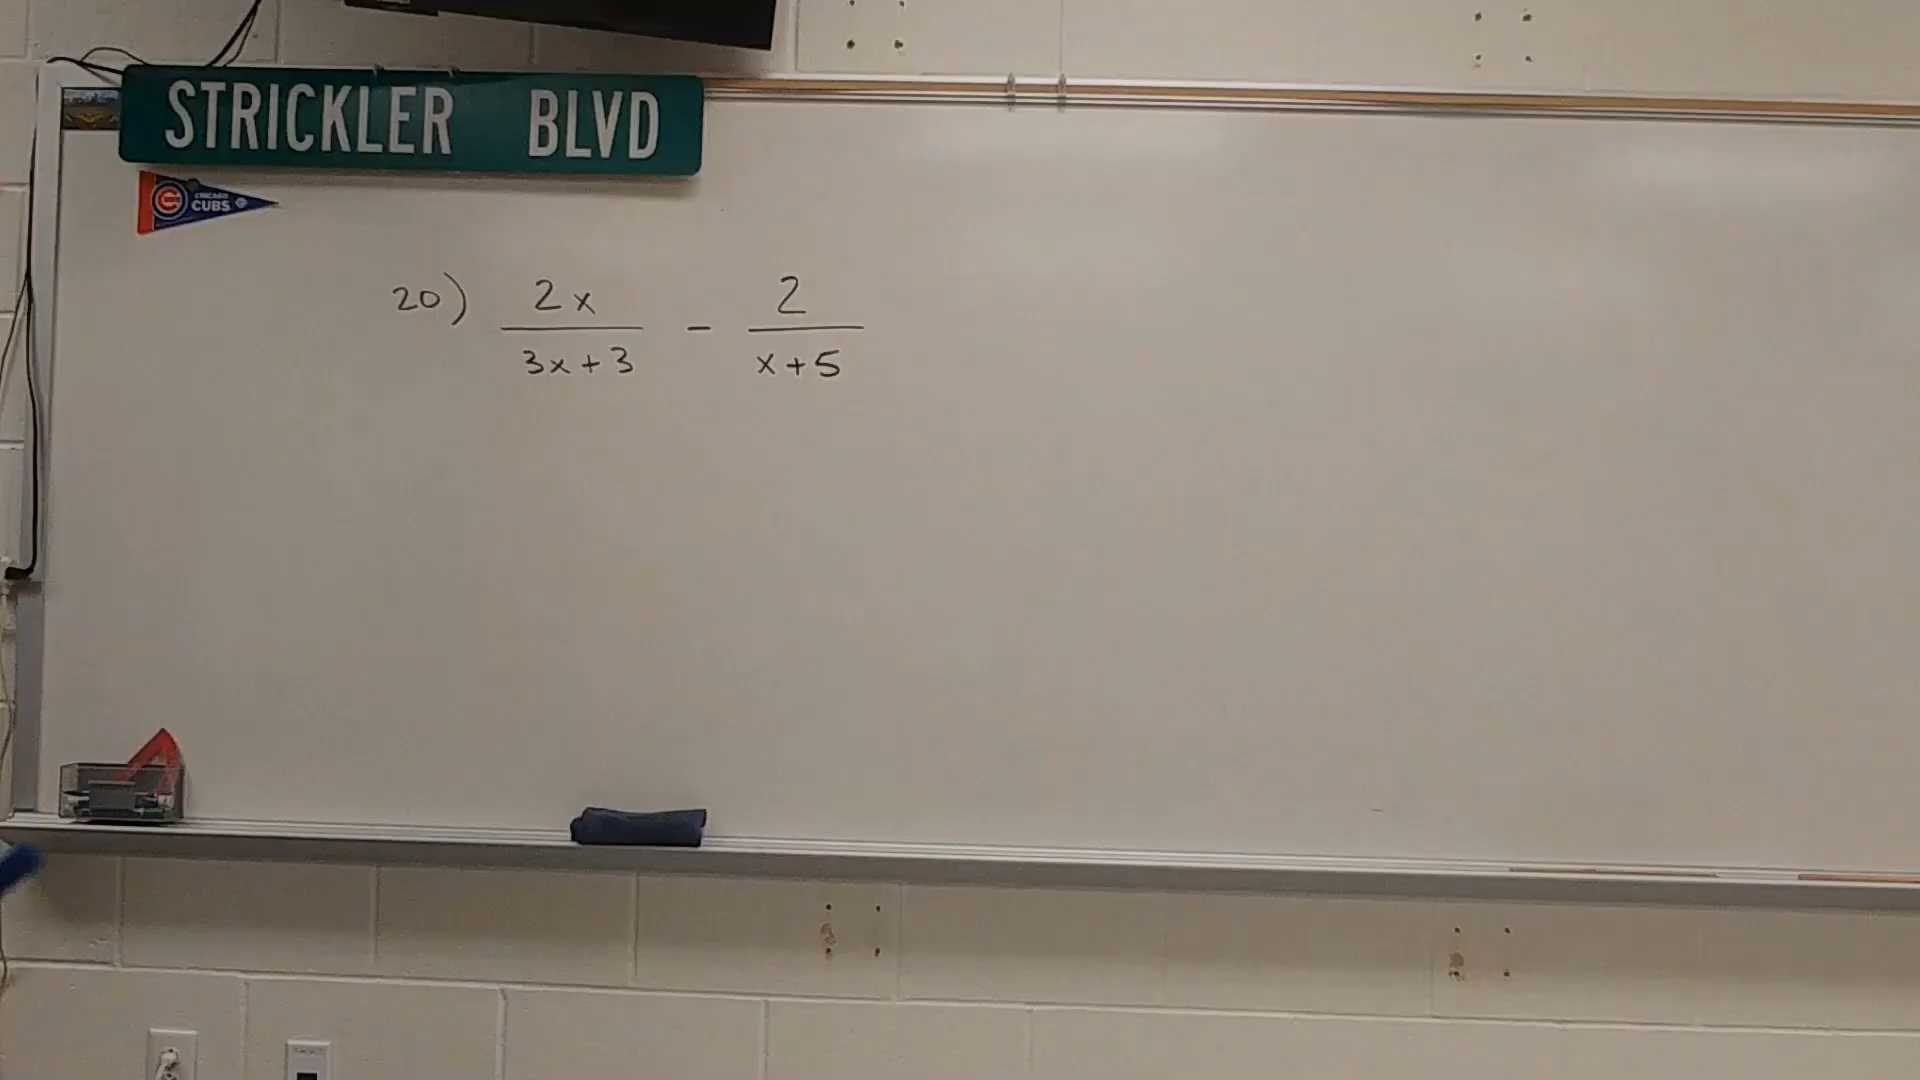 STRICKLER BLVD
CHICAGO
CUBS
20) 2x / 3x+3 - 2 / x+5